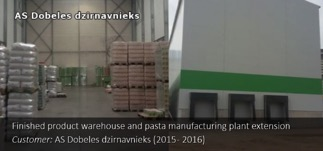 AS Dobeles dzirnavnieks
Finished product warehouse and pasta manufacturing plant extension
Customer: AS Dobeles dzirnavnieks (2015- 2016)